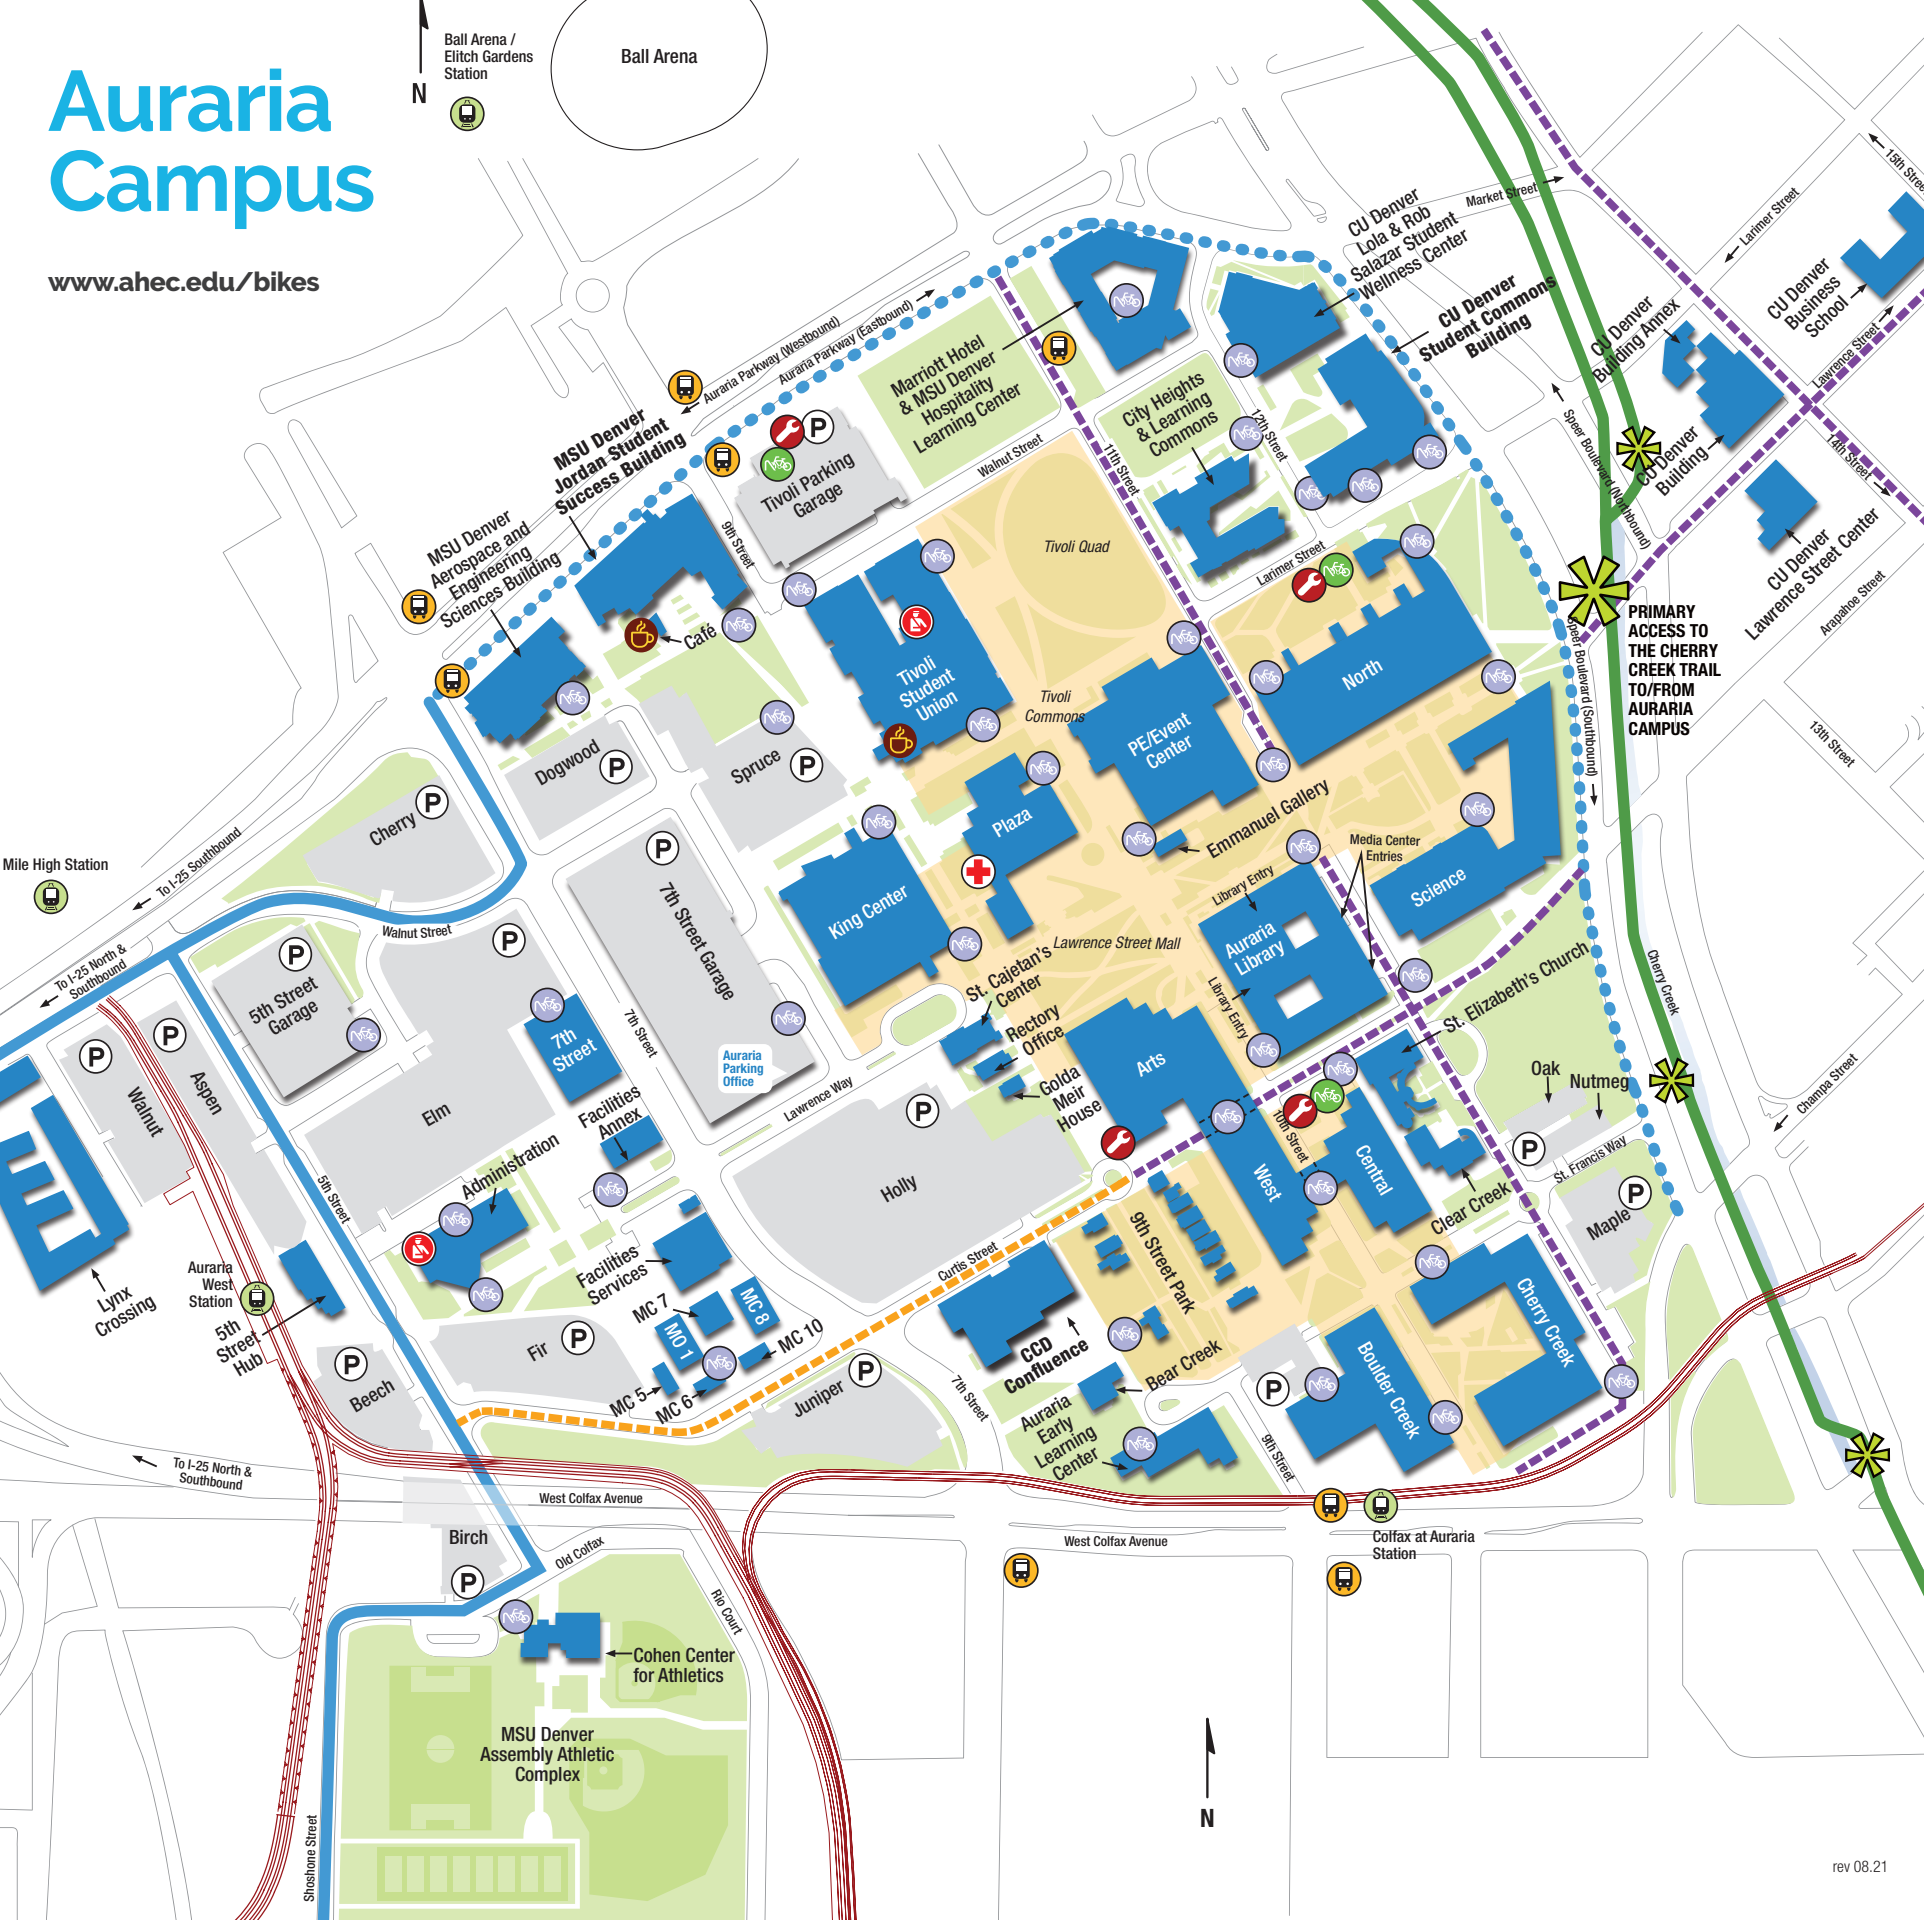 Auraria
Campus
www.ahec.edu/bikes
N
Ball Arena /
Elitch Gardens
Station
Ball Arena
Auraria Parkway (Westbound)
Auraria Parkway (Eastbound)
MSU Denver
Jordan Student
Success Building
MSU Denver
Aerospace and
Engineering
Sciences Building
Café
P
Tivoli Parking
Garage
9th Street
Marriott Hotel
& MSU Denver
Hospitality
Learning Center
Walnut Street
11th Street
City Heights
& Learning
Commons
12th Street
CU Denver
Lola & Rob
Salazar Student
Wellness Center
CU Denver
Student Commons
Building
Market Street
Larimer Street
15th Stree
CU Denver
Business
School
CU Denver
Building Annex
Lawrence Street
CU Denver
Building
14th Street
CU Denver
Lawrence Street Center
Arapahoe Street
13th Street
Speer Boulevard (Northbound)
Speer Boulevard (Southbound)
PRIMARY
ACCESS TO
THE CHERRY
CREEK TRAIL
TO/FROM
AURARIA
CAMPUS
Tivoli Quad
Larimer Street
North
Tivoli
Student
Union
Tivoli
Commons
PE/Event
Center
Dogwood
P
Spruce
P
Cherry
P
Plaza
Emmanuel Gallery
Media Center
Entries
Library Entry
Science
Auraria
Library
Library Entry
Lawrence Street Mall
King Center
Mile High Station
To I-25 Southbound
Walnut Street
To I-25 North &
Southbound
P
5th Street
Garage
P
7th Street Garage
P
7th
Street
7th Street
Auraria
Parking
Office
Lawrence Way
St. Cajetan's
Center
Rectory
Office
Golda
Meir
House
Arts
St. Elizabeth's Church
Cherry Creek
Oak
Nutmeg
P
St. Francis Way
P
Maple
Champa Street
P
Walnut
P
Aspen
Elm
Facilities
Annex
Administration
5th Street
P
Holly
10th Street
West
Central
Clear Creek
Lynx
Crossing
Auraria
West
Station
5th
Street
Hub
Facilities
Services
Curtis Street
9th Street Park
MC 7
MC 8
MO 1
MC 10
MC 5
MC 6
Fir
P
P
Beech
Juniper
P
CCD
Confluence
7th Street
Bear Creek
Auraria
Early
Learning
Center
9th Street
P
Boulder Creek
Cherry Creek
To I-25 North &
Southbound
West Colfax Avenue
West Colfax Avenue
Colfax at Auraria
Station
Birch
P
Old Colfax
Rio Court
Cohen Center
for Athletics
MSU Denver
Assembly Athletic
Complex
Shoshone Street
N
rev 08.21